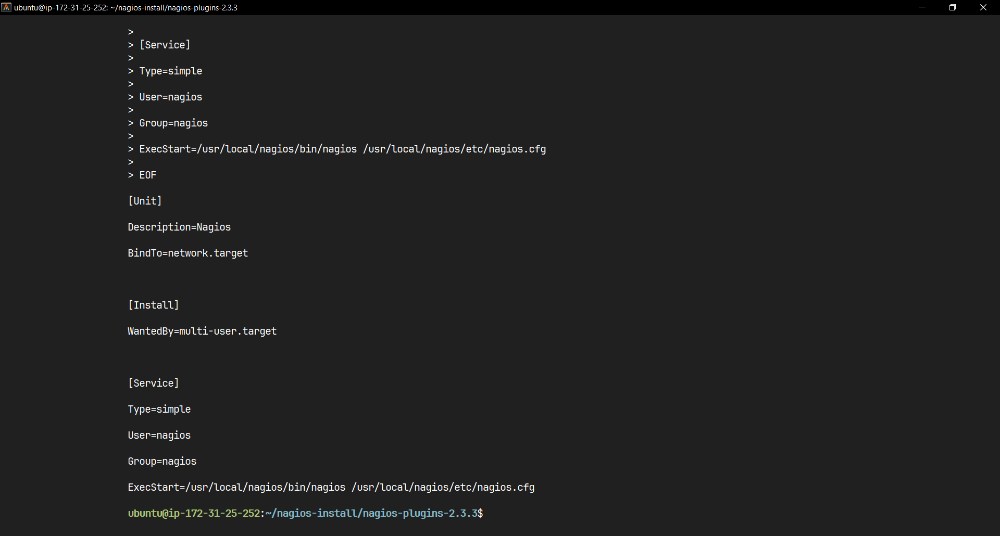 ubuntu@ip-172-31-25-252: ~/nagios-install/nagios-plugins-2.3.3
>
> [Service]
>
> Type=simple
>
> User=nagios
>
> Group=nagios
>
> ExecStart=/usr/local/nagios/bin/nagios /usr/local/nagios/etc/nagios.cfg
>
> EOF
[Unit]
Description=Nagios
BindTo=network.target
[Install]
WantedBy=multi-user.target
[Service]
Type=simple
User=nagios
Group=nagios
ExecStart=/usr/local/nagios/bin/nagios /usr/local/nagios/etc/nagios.cfg
ubuntu@ip-172-31-25-252:~/nagios-install/nagios-plugins-2.3.3$